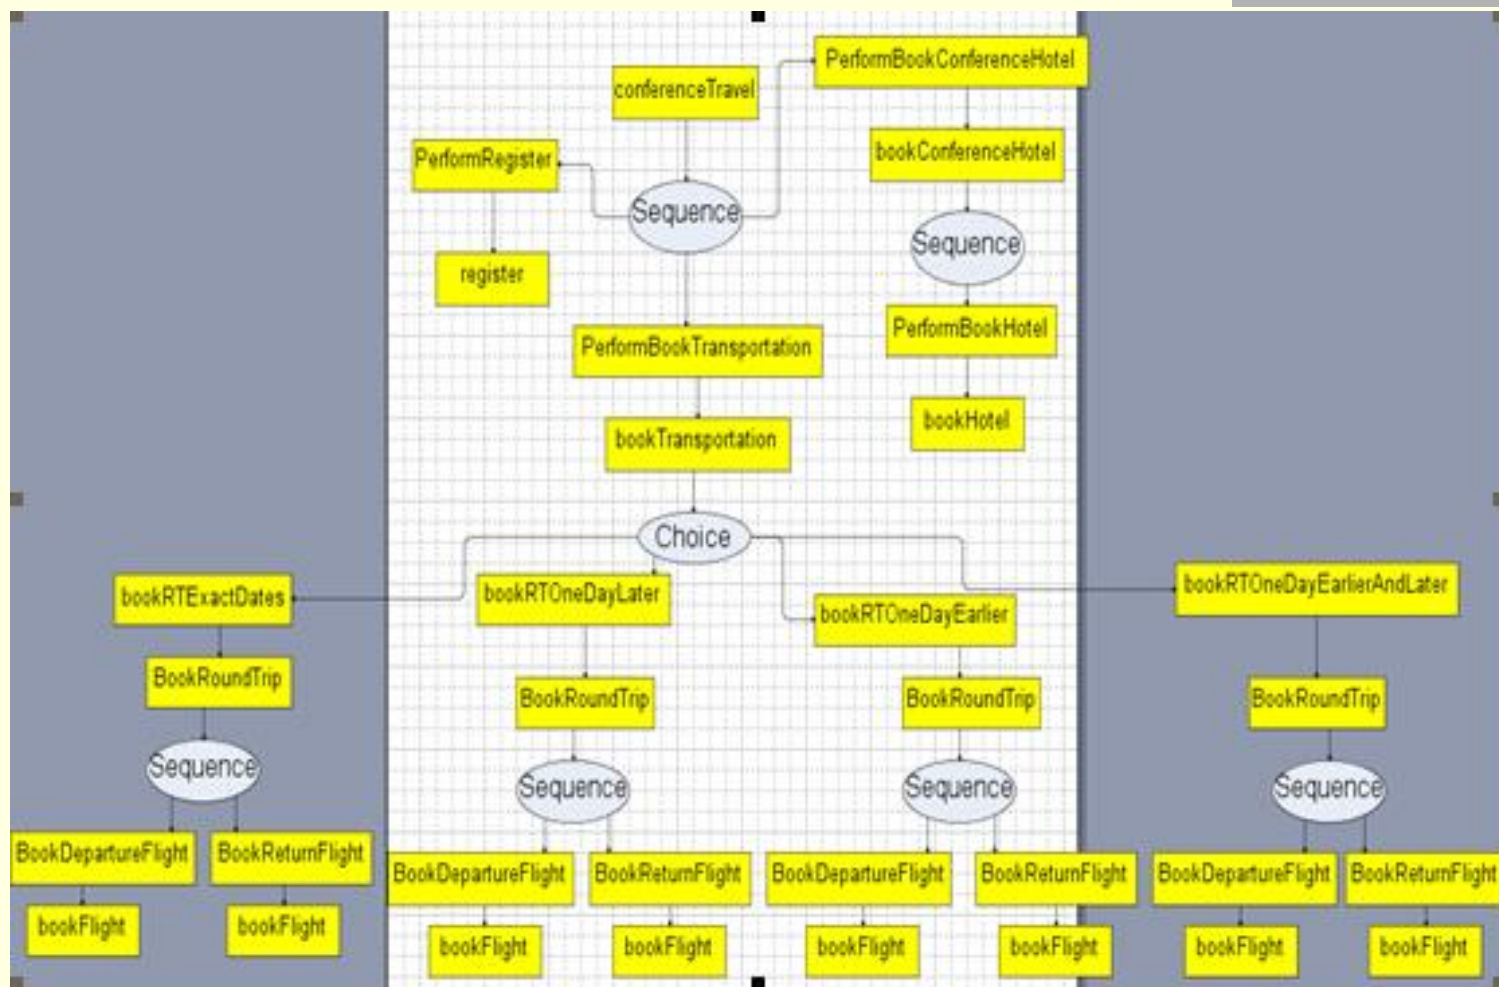 PerformBookConferenceHotel
conferenceTravel
bookConferenceHotel
PerformRegister
Sequence
Sequence
register
PerformBookHotel
PerformBookTransportation
bookHotel
bookTransportation
Choice
bookRTExactDates
bookRTOneDayLater
bookRTOneDayEarlier
bookRTOneDayEarlierAndLater
BookRoundTrip
BookRoundTrip
BookRoundTrip
BookRoundTrip
Sequence
Sequence
Sequence
Sequence
BookDepartureFlight
BookReturnFlight
BookDepartureFlight
BookReturnFlight
BookDepartureFlight
BookReturnFlight
BookDepartureFlight
BookReturnFlight
bookFlight
bookFlight
bookFlight
bookFlight
bookFlight
bookFlight
bookFlight
bookFlight